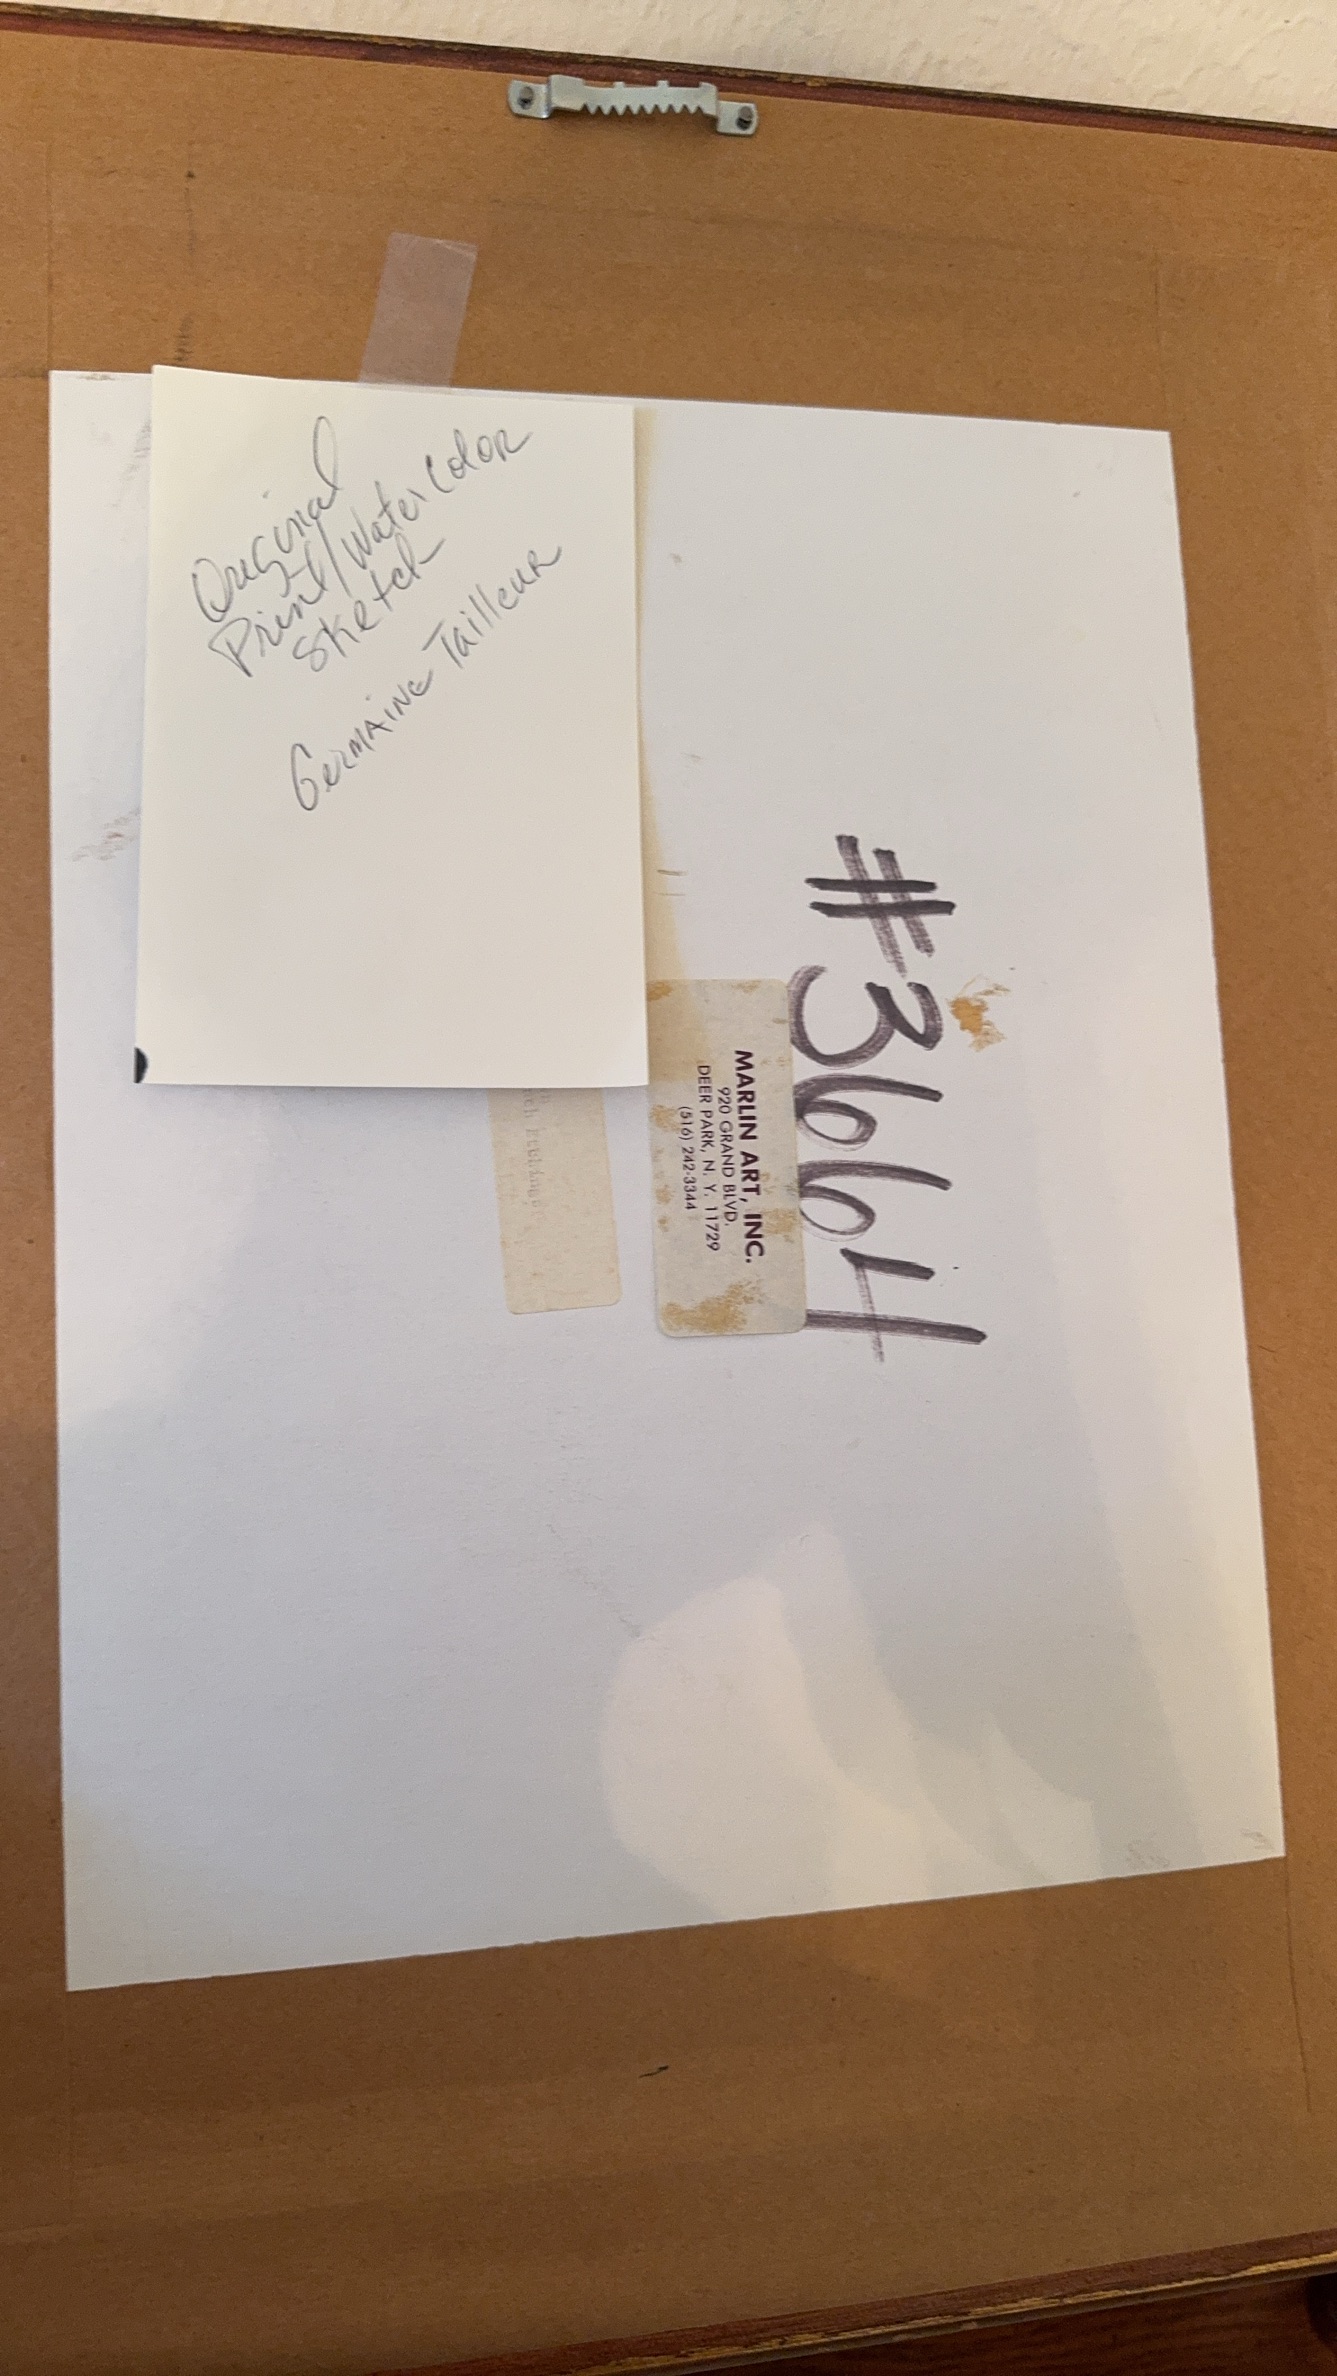 Original
Print/Watercolor
Sketch
Germaine Tailleur
#3664
MARLIN ART, INC.
920 GRAND BLVD.
DEER PARK, N. Y. 11729
(516) 242-3344